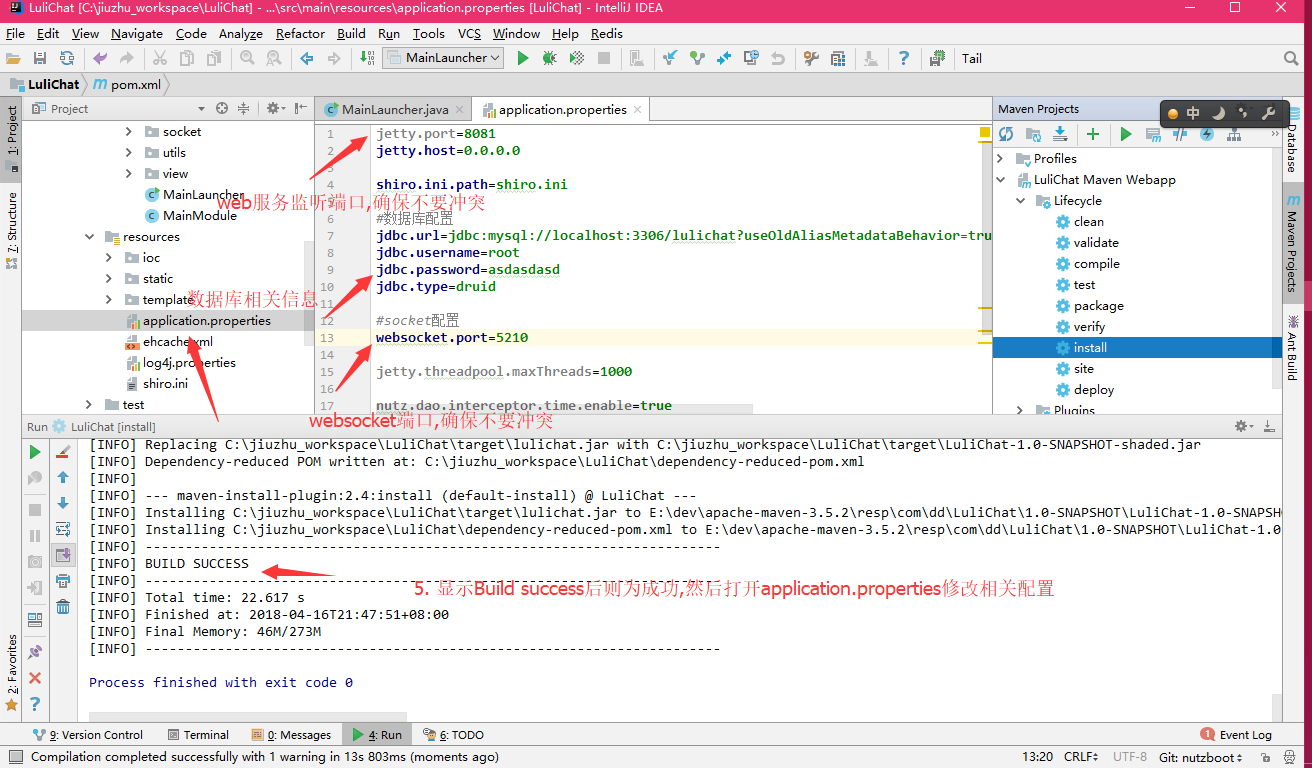 LuliChat [C:\jiuzhu_workspace\LuliChat] - ...\src\main\resources\application.properties [LuliChat] - IntelliJ IDEA
File Edit View Navigate Code Analyze Refactor Build Run Tools VCS Window Help Redis
MainLauncher Tail
LuliChat pom.xml
Project
MainLauncher.java
application.properties
Maven Projects
中
1: Project
7: Structure
2: Favorites
socket
utils
view
MainLauncher
MainModule
resources
ioc
static
template
application.properties
ehcache.xml
log4j.properties
shiro.ini
test
1 jetty.port=8081
2 jetty.host=0.0.0.0
3
4 shiro.ini.path=shiro.ini
web服务监听端口,确保不要冲突
6 #数据库配置
7 jdbc.url=jdbc:mysql://localhost:3306/lulichat?useOldAliasMetadataBehavior=tru
8 jdbc.username=root
9 jdbc.password=asdasdasd
10 jdbc.type=druid
数据库相关信息
11
12 #socket配置
13 websocket.port=5210
14
15 jetty.threadpool.maxThreads=1000
16
17 nutz.dao.interceptor.time.enable=true
websocket端口,确保不要冲突
Profiles
LuliChat Maven Webapp
Lifecycle
clean
validate
compile
test
package
verify
install
site
deploy
Plugins
Database
Maven Projects
Ant Build
Run LuliChat [install]
[INFO] Replacing C:\jiuzhu_workspace\LuliChat\target\lulichat.jar with C:\jiuzhu_workspace\LuliChat\target\LuliChat-1.0-SNAPSHOT-shaded.jar
[INFO] Dependency-reduced POM written at: C:\jiuzhu_workspace\LuliChat\dependency-reduced-pom.xml
[INFO]
[INFO] --- maven-install-plugin:2.4:install (default-install) @ LuliChat ---
[INFO] Installing C:\jiuzhu_workspace\LuliChat\target\lulichat.jar to E:\dev\apache-maven-3.5.2\resp\com\dd\LuliChat\1.0-SNAPSHOT\LuliChat-1.0-SNAPS
[INFO] Installing C:\jiuzhu_workspace\LuliChat\dependency-reduced-pom.xml to E:\dev\apache-maven-3.5.2\resp\com\dd\LuliChat\1.0-SNAPSHOT\LuliChat-1.0
[INFO] ------------------------------------------------------------------------
[INFO] BUILD SUCCESS
[INFO] ------------------------------------------------------------------------
5. 显示Build success后则为成功,然后打开application.properties修改相关配置
[INFO] Total time: 22.617 s
[INFO] Finished at: 2018-04-16T21:47:51+08:00
[INFO] Final Memory: 46M/273M
[INFO] ------------------------------------------------------------------------
Process finished with exit code 0
9: Version Control Terminal 0: Messages 4: Run 6: TODO 1 Event Log
Compilation completed successfully with 1 warning in 13s 803ms (moments ago) 13:20 CRLF UTF-8 Git: nutzboot